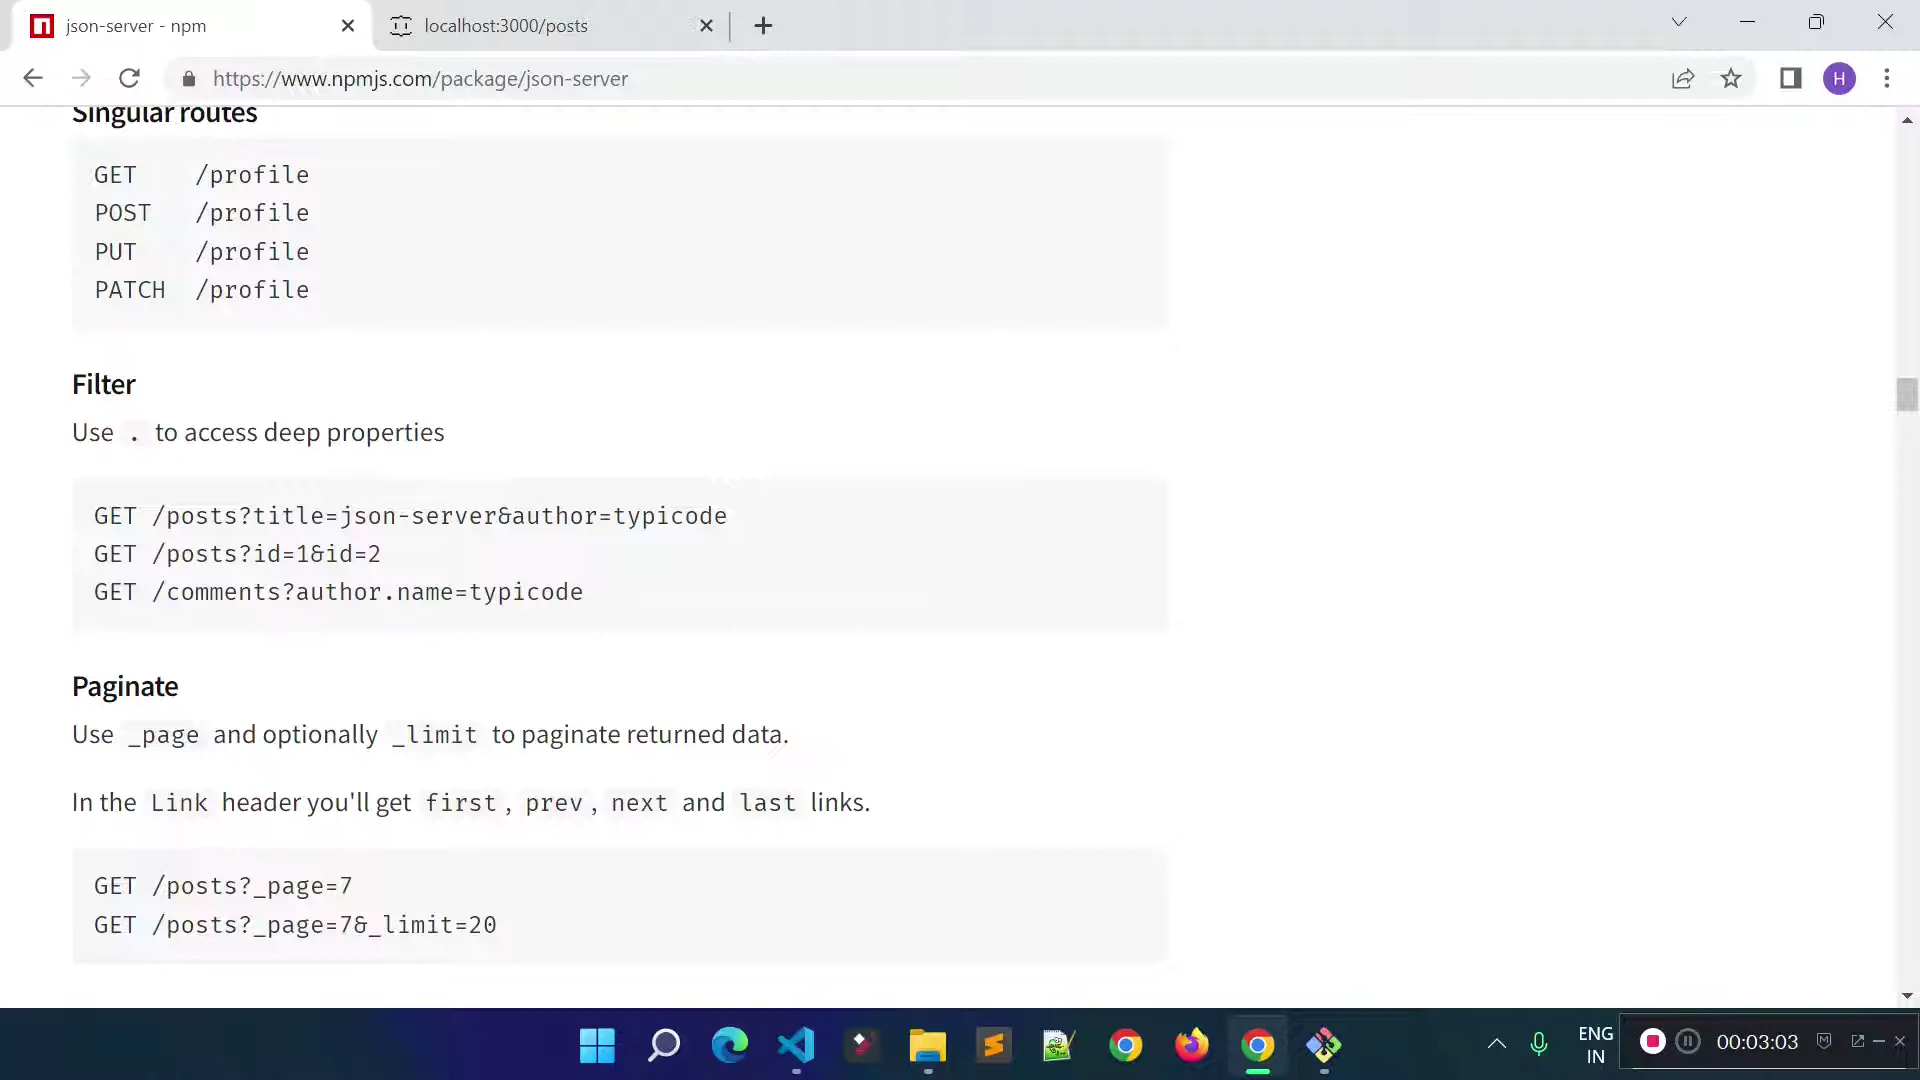 json-server - npm
localhost:3000/posts
https://www.npmjs.com/package/json-server
H
Singular routes
GET /profile
POST /profile
PUT /profile
PATCH /profile
Filter
Use . to access deep properties
GET /posts?title=json-server&author=typicode
GET /posts?id=1&id=2
GET /comments?author.name=typicode
Paginate
Use _page and optionally _limit to paginate returned data.
In the Link header you'll get first, prev, next and last links.
GET /posts?_page=7
GET /posts?_page=7&_limit=20
ENG
IN
00:03:03